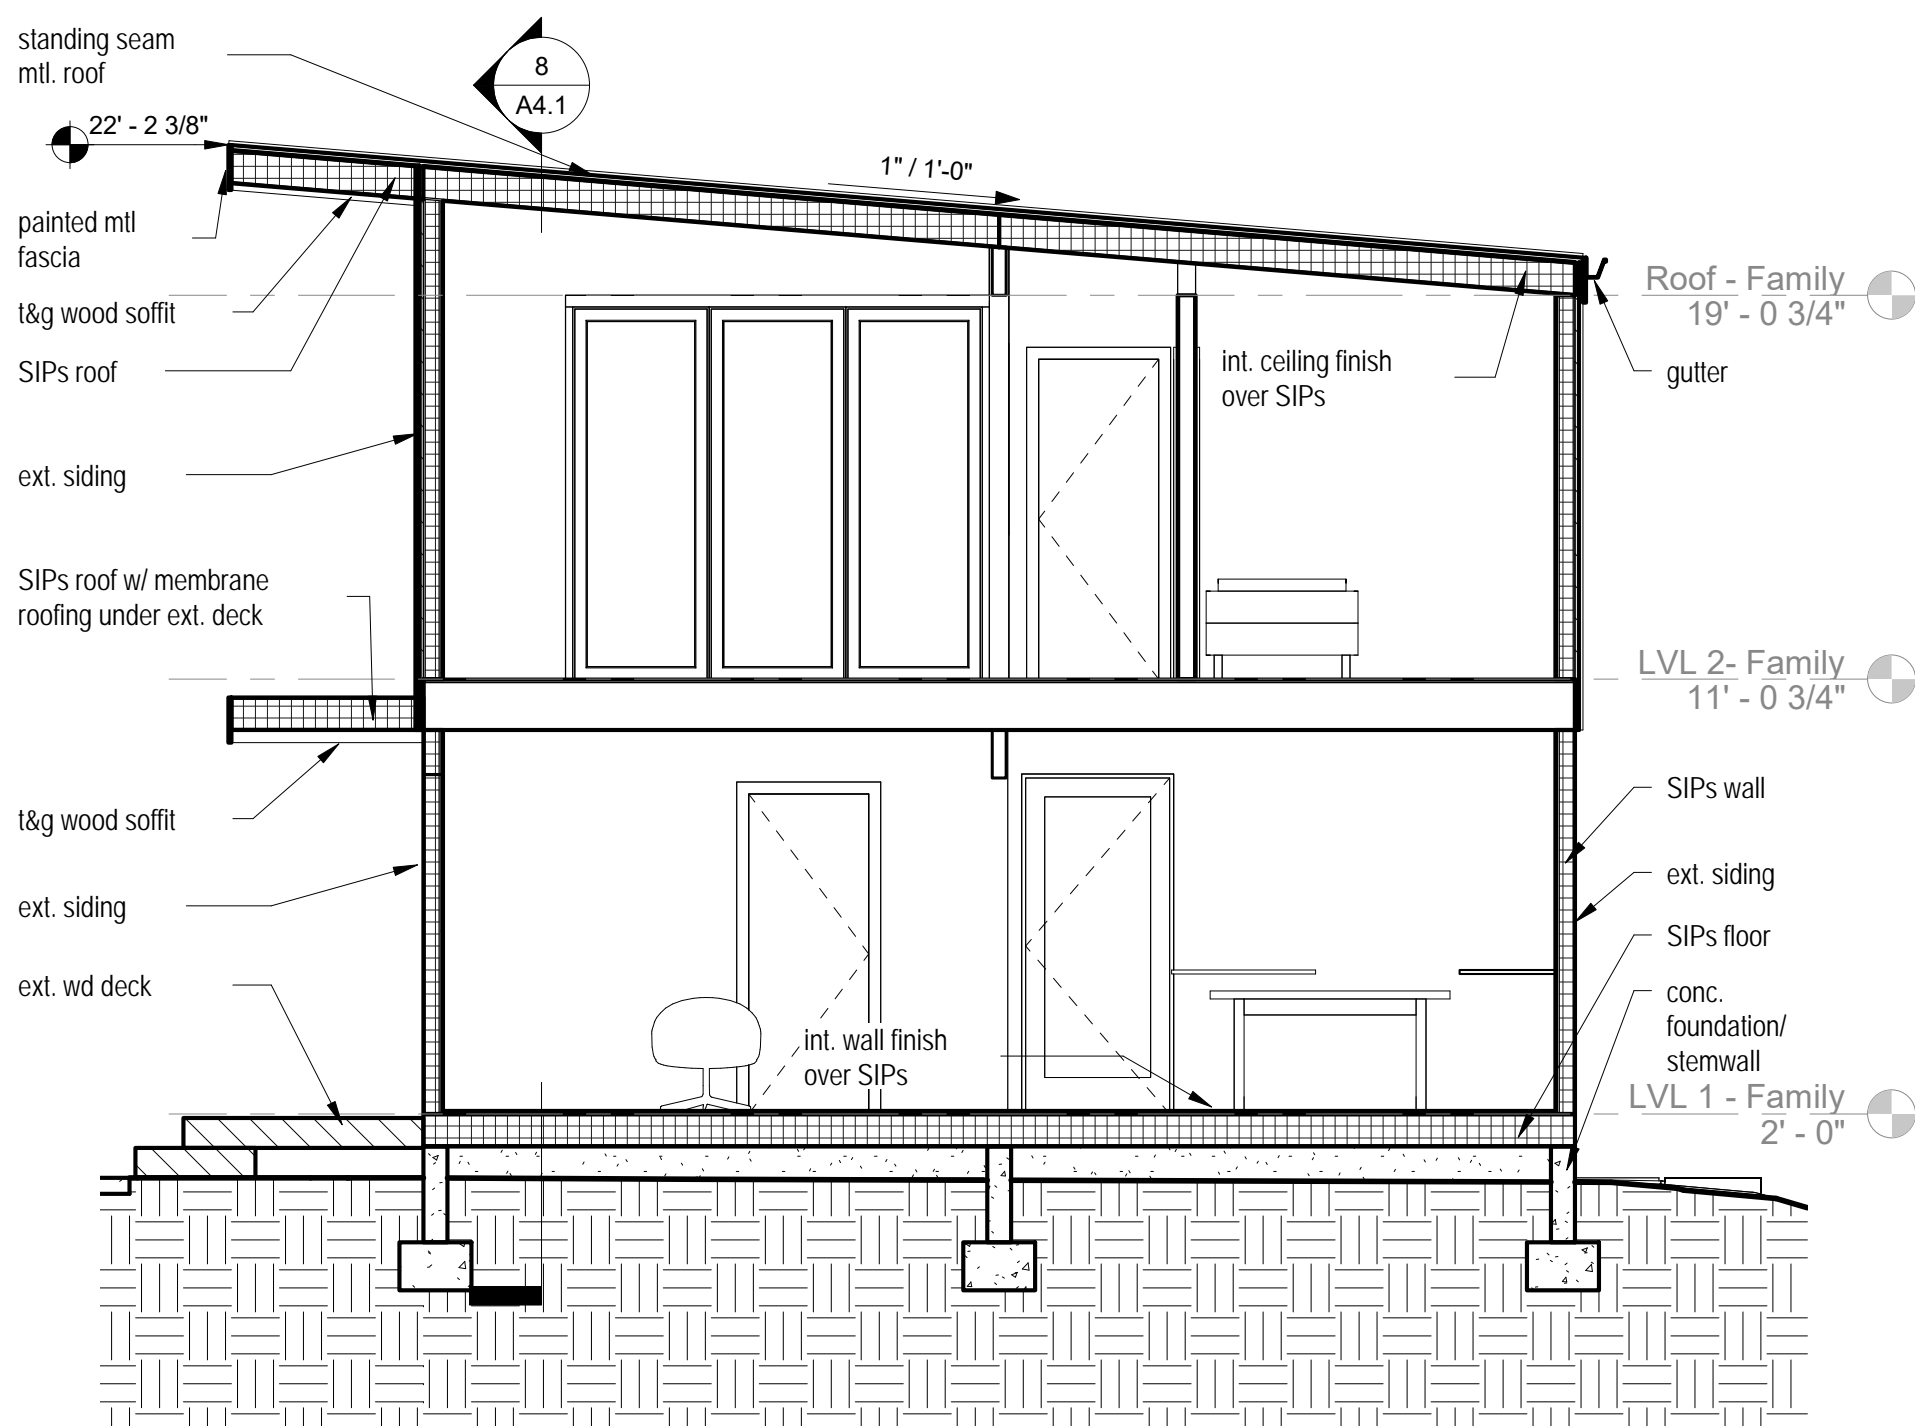 standing seam
mtl. roof
8
A4.1
22' - 2 3/8"
1" / 1'-0"
painted mtl
fascia
t&g wood soffit
SIPs roof
ext. siding
SIPs roof w/ membrane
roofing under ext. deck
t&g wood soffit
ext. siding
ext. wd deck
int. ceiling finish
over SIPs
int. wall finish
over SIPs
Roof - Family
19' - 0 3/4"
gutter
LVL 2- Family
11' - 0 3/4"
SIPs wall
ext. siding
SIPs floor
conc.
foundation/
stemwall
LVL 1 - Family
2' - 0"